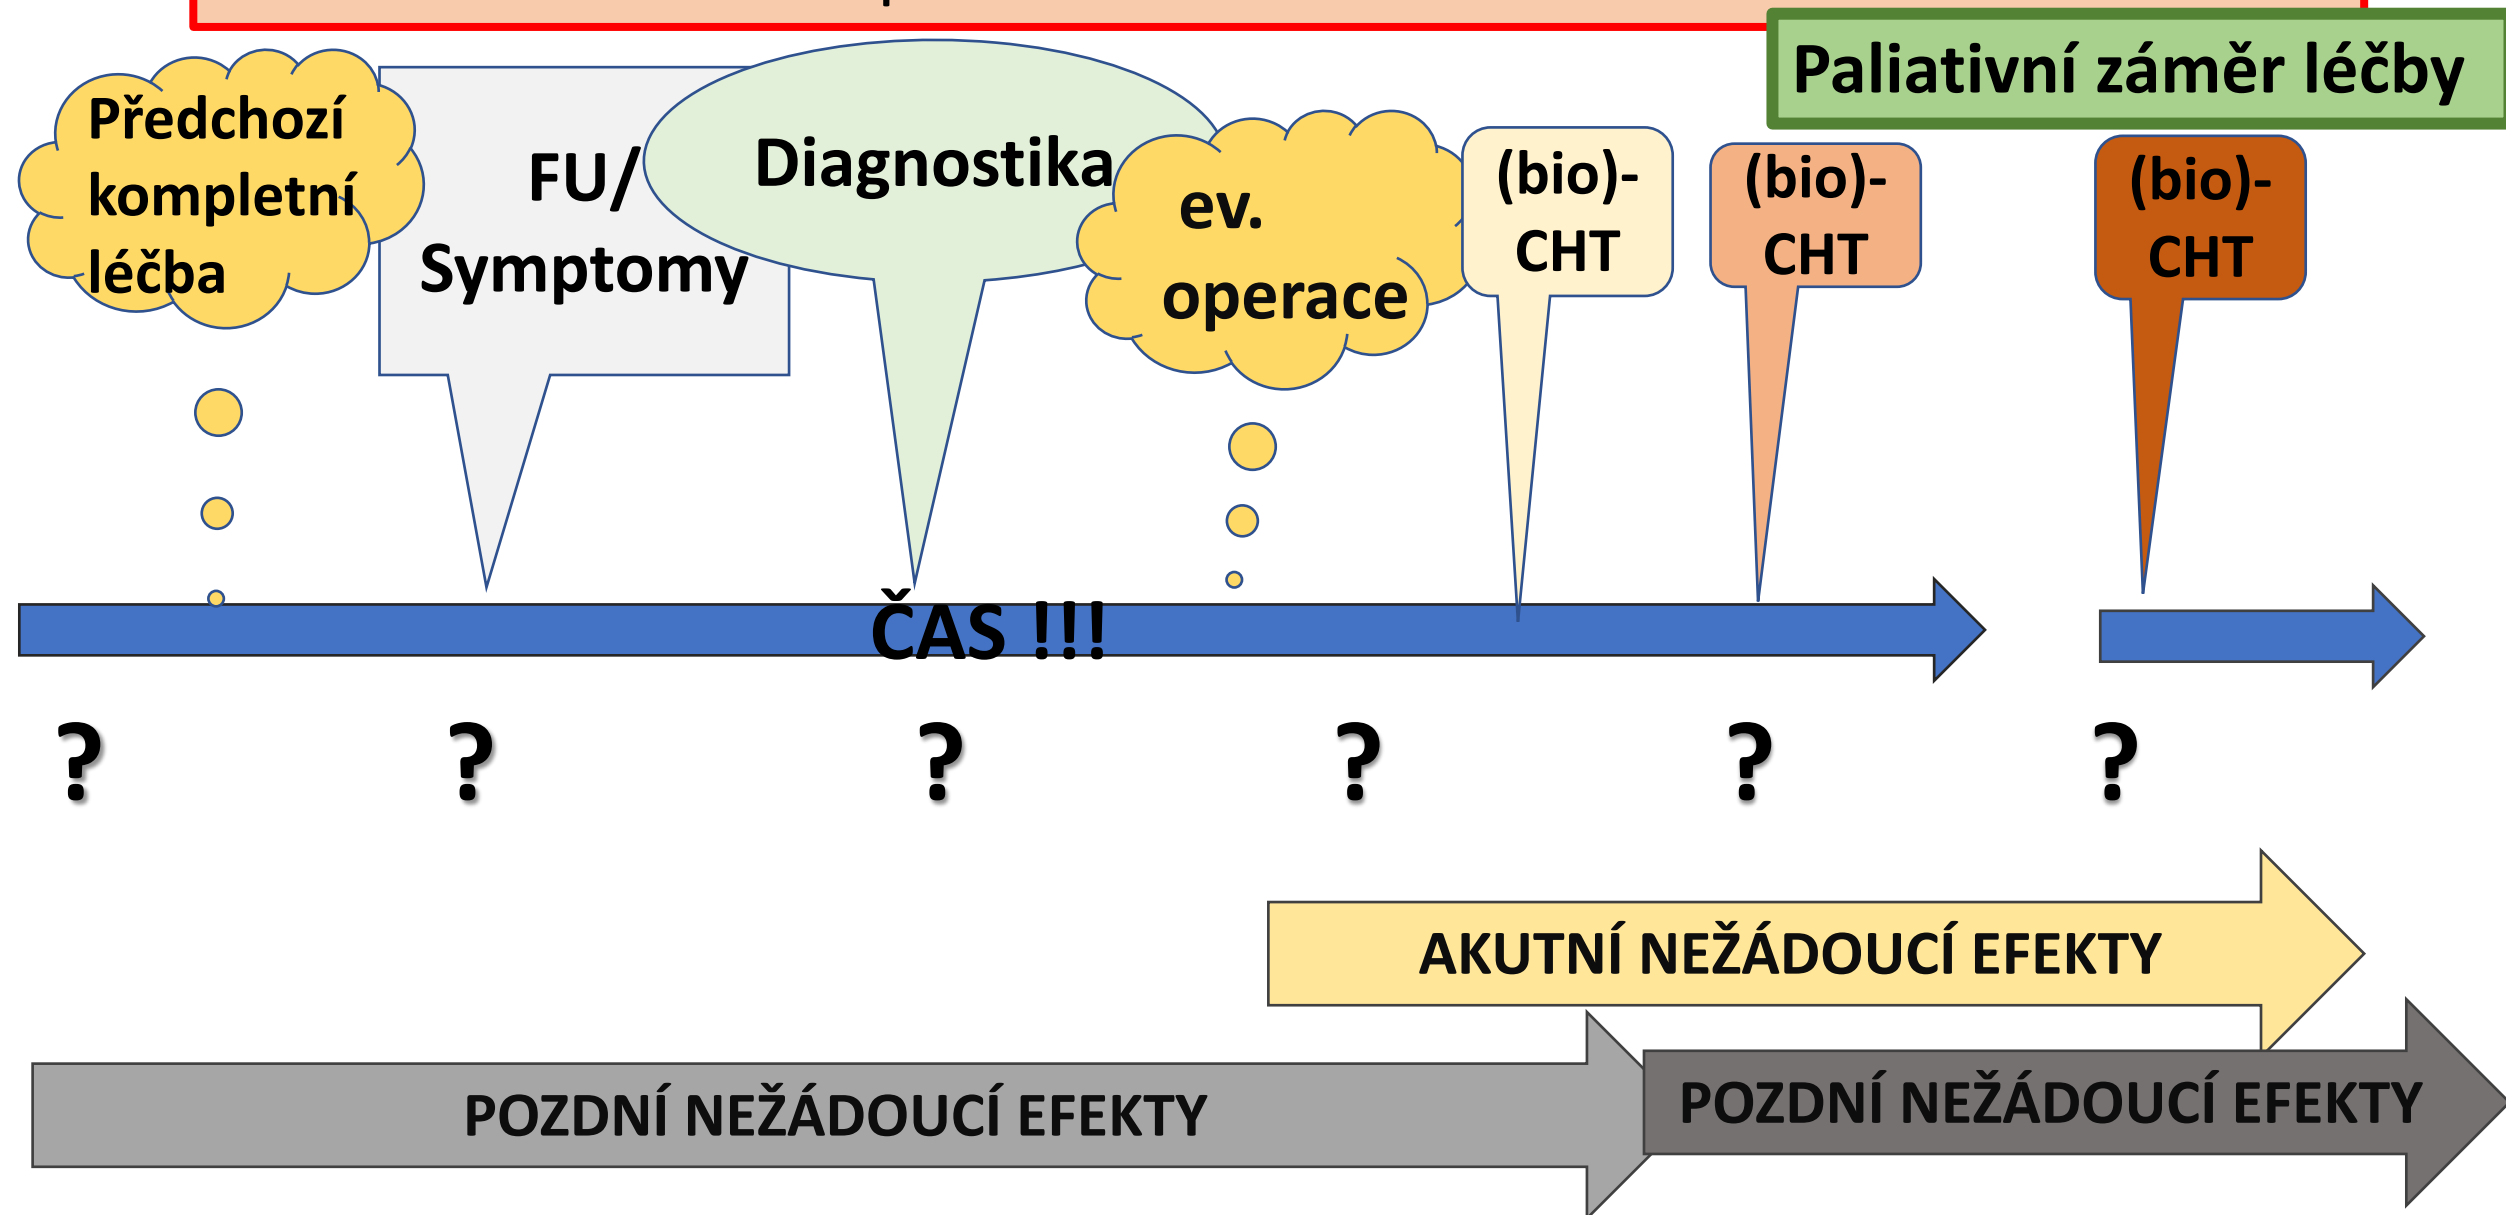 Paliativní záměr léčby
Předchozí
kompletní
léčba
FU/
Symptomy
Diagnostika
ev.
operace
(bio)-
CHT
(bio)-
CHT
(bio)-
CHT
ČAS !!!
?
?
?
?
?
?
AKUTNÍ NEŽÁDOUCÍ EFEKTY
POZDNÍ NEŽÁDOUCÍ EFEKTY
POZDNÍ NEŽÁDOUCÍ EFEKTY